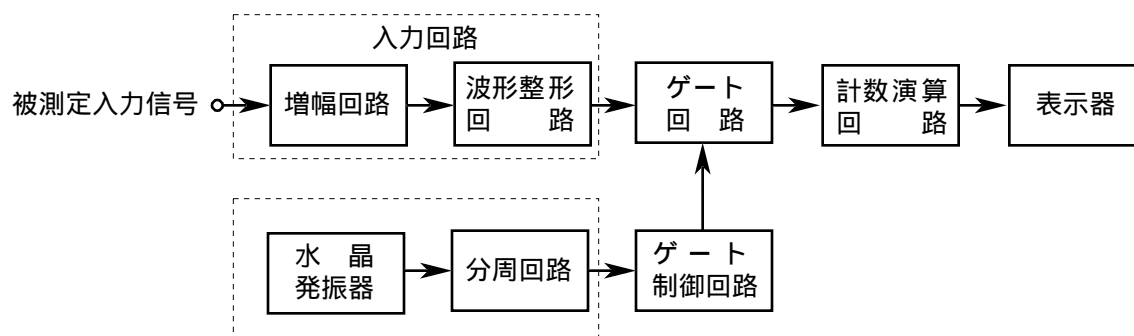 入力回路
被測定入力信号
増幅回路
波形整形
回路
ゲート
回路
計数演算
回路
表示器
水晶
発振器
分周回路
ゲート
制御回路